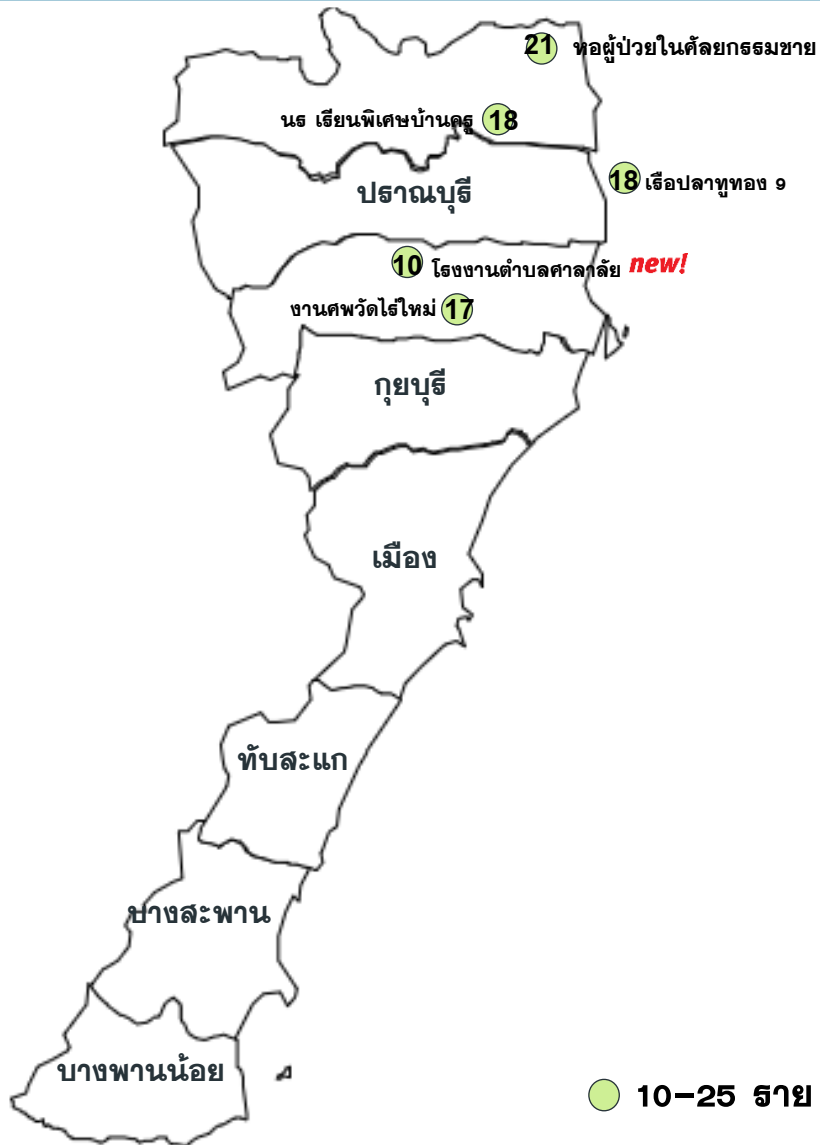 21 หอผู้ป่วยในศัลยกรรมชาย
นร เรียนพิเศษบ้านครู 18
ปราณบุรี
18 เรือปลาทูทอง 9
10 โรงงานตำบลศาลาลัย new!
งานศพวัดไร่ใหม่ 17
กุยบุรี
เมือง
ทับสะแก
บางสะพาน
บางพานน้อย
10-25 ราย